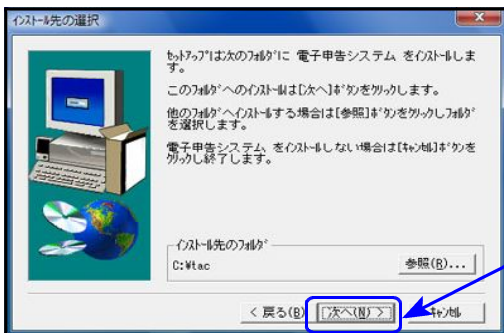 インストール先の選択
セットアップは次のフォルダに 電子申告システム をインストールしま
す。
このフォルダへのインストールは[次へ]ボタンをクリックします。
他のフォルダへインストールする場合は[参照]ボタンをクリックしフォルダ
を選択します。
電子申告システム をインストールしない場合は[キャンセル]ボタンを
クリックし終了します。
インストール先のフォルダ
C:¥tac
参照(R)...
< 戻る(B)
次へ(N) >
キャンセル